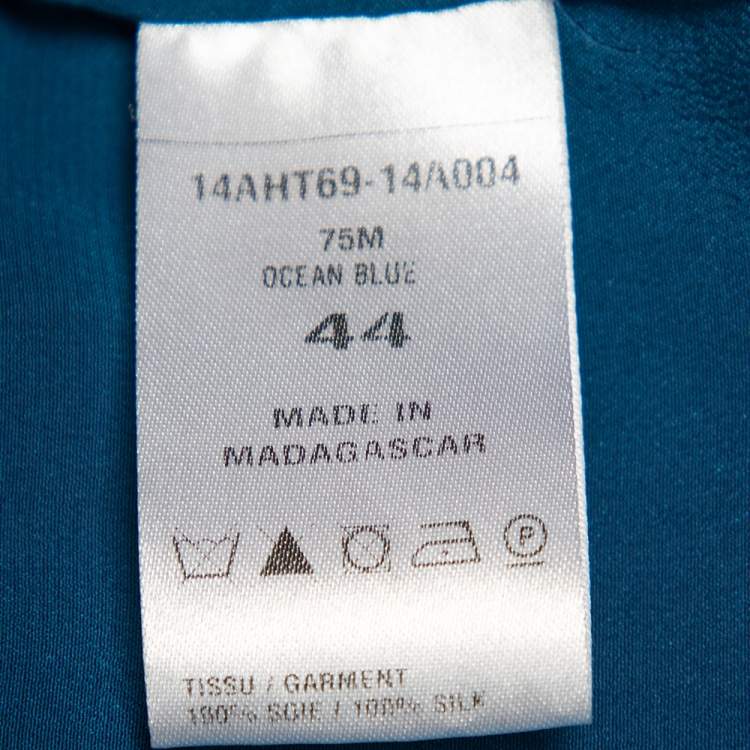 14AHT69-14A004
75M
OCEAN BLUE
44
MADE IN
MADAGASCAR
P
TISSU / GARMENT
100% SOIE / 100% SILK